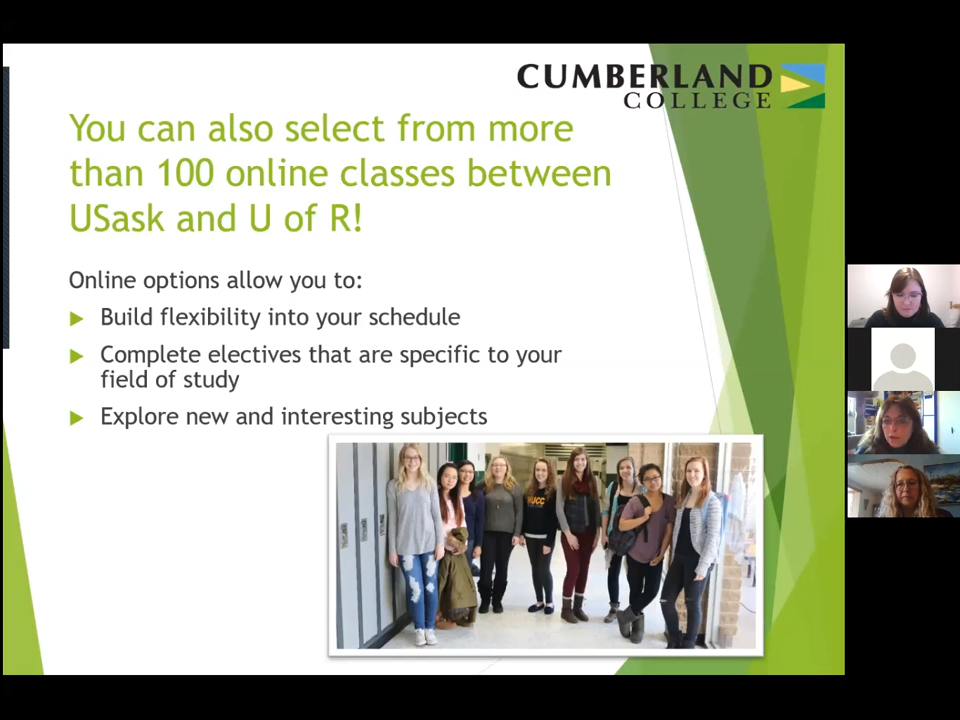 CUMBERLAND
COLLEGE
You can also select from more
than 100 online classes between
USask and U of R!
Online options allow you to:
Build flexibility into your schedule
Complete electives that are specific to your
field of study
Explore new and interesting subjects
HUCC